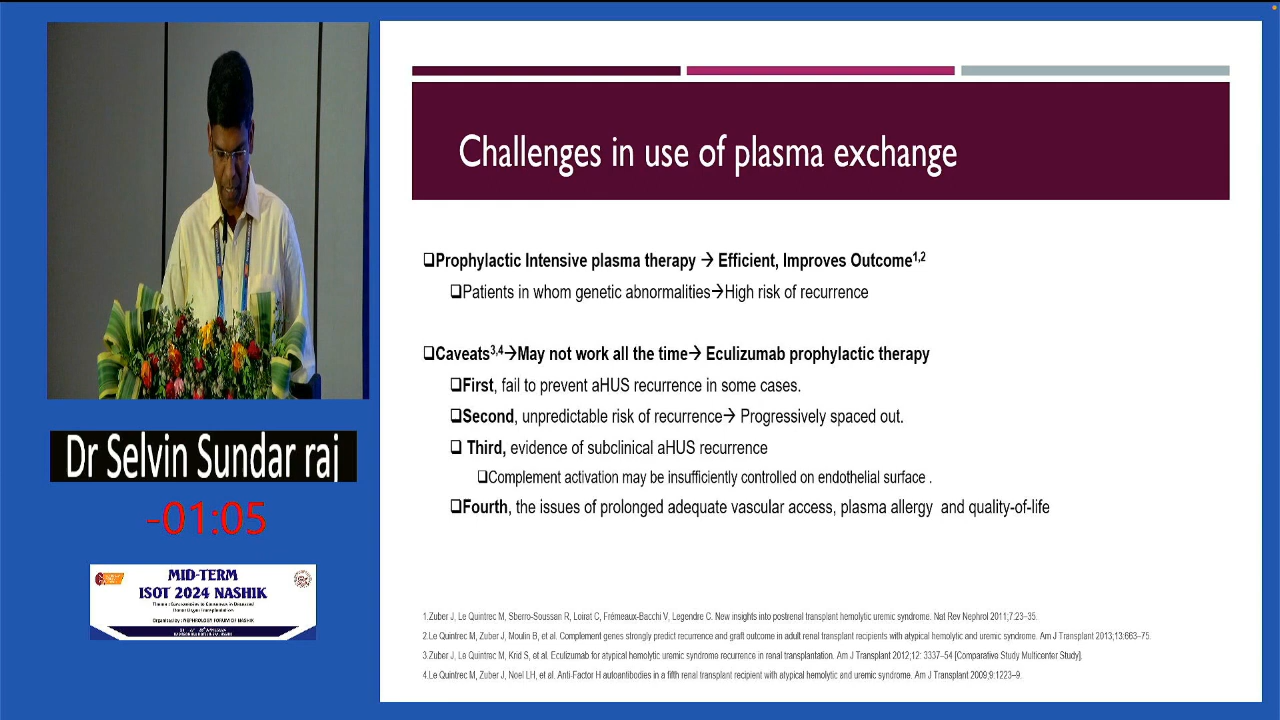 Challenges in use of plasma exchange
❑Prophylactic Intensive plasma therapy → Efficient, Improves Outcome1,2
❑Patients in whom genetic abnormalities→High risk of recurrence
❑Caveats3,4→May not work all the time→ Eculizumab prophylactic therapy
❑First, fail to prevent aHUS recurrence in some cases.
❑Second, unpredictable risk of recurrence→ Progressively spaced out.
❑ Third, evidence of subclinical aHUS recurrence
❑Complement activation may be insufficiently controlled on endothelial surface .
❑Fourth, the issues of prolonged adequate vascular access, plasma allergy and quality-of-life
1.Zuber J, Le Quintrec M, Sberro-Soussan R, Loirat C, Frémeaux-Bacchi V, Legendre C. New insights into postrenal transplant hemolytic uremic syndrome. Nat Rev Nephrol 2011;7:23–35.
2.Le Quintrec M, Zuber J, Moulin B, et al. Complement genes strongly predict recurrence and graft outcome in adult renal transplant recipients with atypical hemolytic and uremic syndrome. Am J Transplant 2013;13:663–75.
3.Zuber J, Le Quintrec M, Krid S, et al. Eculizumab for atypical hemolytic uremic syndrome recurrence in renal transplantation. Am J Transplant 2012;12: 3337–54 [Comparative Study Multicenter Study].
4.Le Quintrec M, Zuber J, Noel LH, et al. Anti-Factor H autoantibodies in a fifth renal transplant recipient with atypical hemolytic and uremic syndrome. Am J Transplant 2009;9:1223–9.
Dr Selvin Sundar raj
-01:05
MID-TERM
ISOT 2024 NASHIK
Organised by : NEPHROLOGY FORUM OF NASHIK